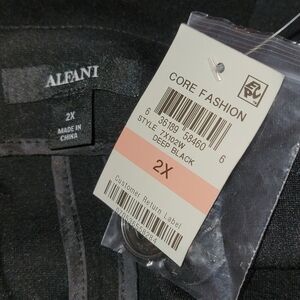 ALFANI
2X
MADE IN
CHINA
CORE FASHION
6 36189 58460 6
STYLE 7X102W
DEEP BLACK
2X
Customer Return Label